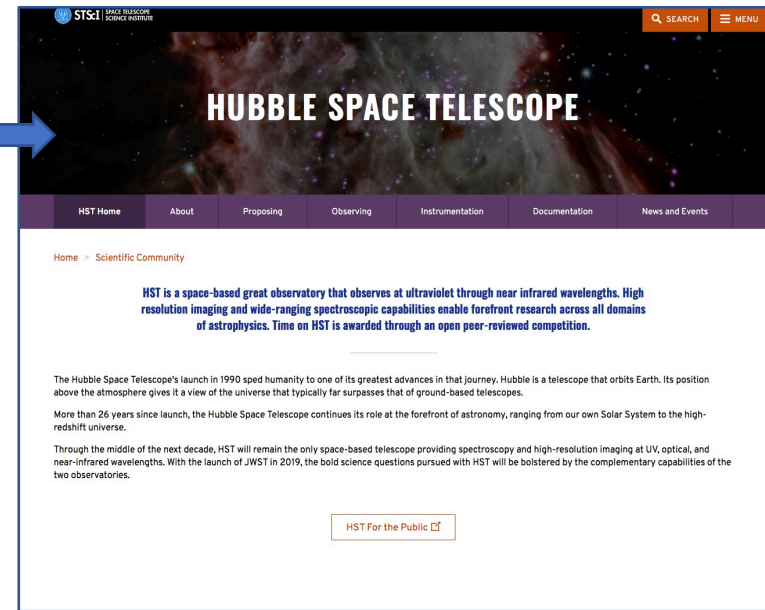 STScI | SPACE TELESCOPE
SCIENCE INSTITUTE
SEARCH
MENU
HUBBLE SPACE TELESCOPE
HST Home
About
Proposing
Observing
Instrumentation
Documentation
News and Events
Home > Scientific Community
HST is a space-based great observatory that observes at ultraviolet through near infrared wavelengths. High
resolution imaging and wide-ranging spectroscopic capabilities enable forefront research across all domains
of astrophysics. Time on HST is awarded through an open peer-reviewed competition.
The Hubble Space Telescope's launch in 1990 sped humanity to one of its greatest advances in that journey. Hubble is a telescope that orbits Earth. Its position
above the atmosphere gives it a view of the universe that typically far surpasses that of ground-based telescopes.
More than 26 years since launch, the Hubble Space Telescope continues its role at the forefront of astronomy, ranging from our own Solar System to the high-
redshift universe.
Through the middle of the next decade, HST will remain the only space-based telescope providing spectroscopy and high-resolution imaging at UV, optical, and
near-infrared wavelengths. With the launch of JWST in 2019, the bold science questions pursued with HST will be bolstered by the complementary capabilities of the
two observatories.
HST For the Public